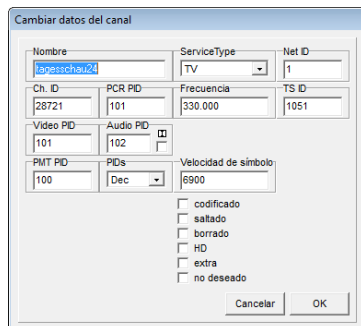 Cambiar datos del canal
Nombre ServiceType Net ID
tagesschau24 TV 1
Ch. ID PCR PID Frecuencia TS ID
28721 101 330.000 1051
Video PID Audio PID
101 102
PMT PID PIDs Velocidad de símbolo
100 Dec 6900
codificado
saltado
borrado
HD
extra
no deseado
Cancelar OK